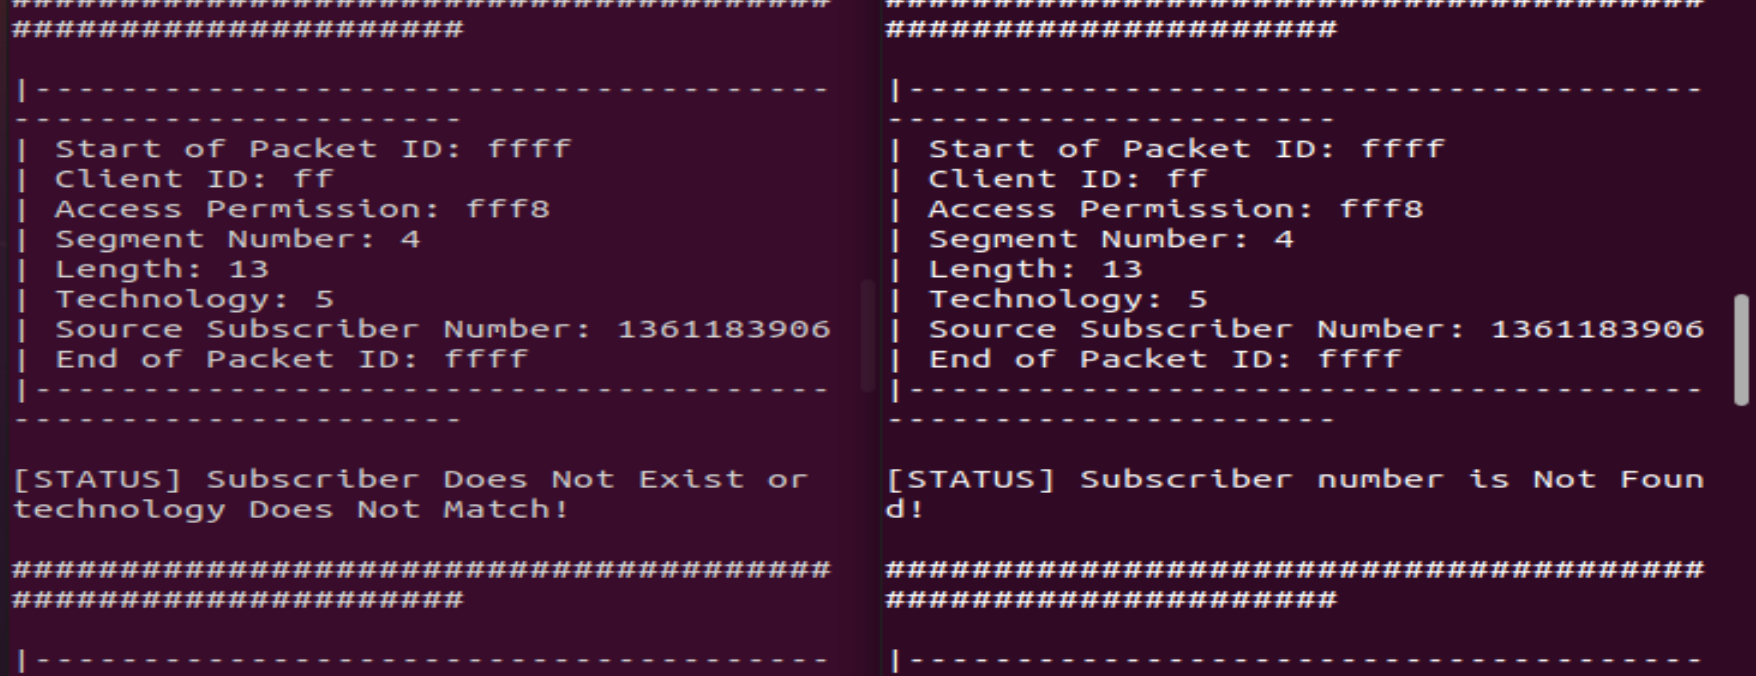 #######################################
#####################
|-------------------------------------
---------------------
| Start of Packet ID: ffff
| Client ID: ff
| Access Permission: fff8
| Segment Number: 4
| Length: 13
| Technology: 5
| Source Subscriber Number: 1361183906
| End of Packet ID: ffff
|-------------------------------------
---------------------
[STATUS] Subscriber Does Not Exist or
technology Does Not Match!
######################################
#####################
|-------------------------------------
######################################
#####################
|-------------------------------------
---------------------
| Start of Packet ID: ffff
| Client ID: ff
| Access Permission: fff8
| Segment Number: 4
| Length: 13
| Technology: 5
| Source Subscriber Number: 1361183906
| End of Packet ID: ffff
|-------------------------------------
---------------------
[STATUS] Subscriber number is Not Foun
d!
######################################
#####################
|-------------------------------------